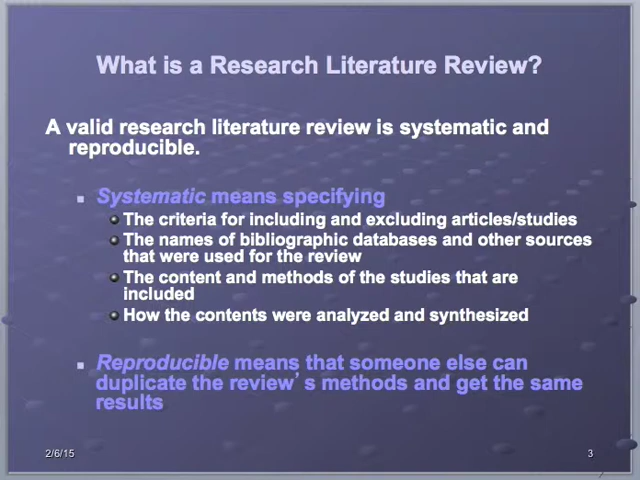 What is a Research Literature Review?
A valid research literature review is systematic and
reproducible.
Systematic means specifying
The criteria for including and excluding articles/studies
The names of bibliographic databases and other sources
that were used for the review
The content and methods of the studies that are
included
How the contents were analyzed and synthesized
Reproducible means that someone else can
duplicate the review’s methods and get the same
results
2/6/15
3